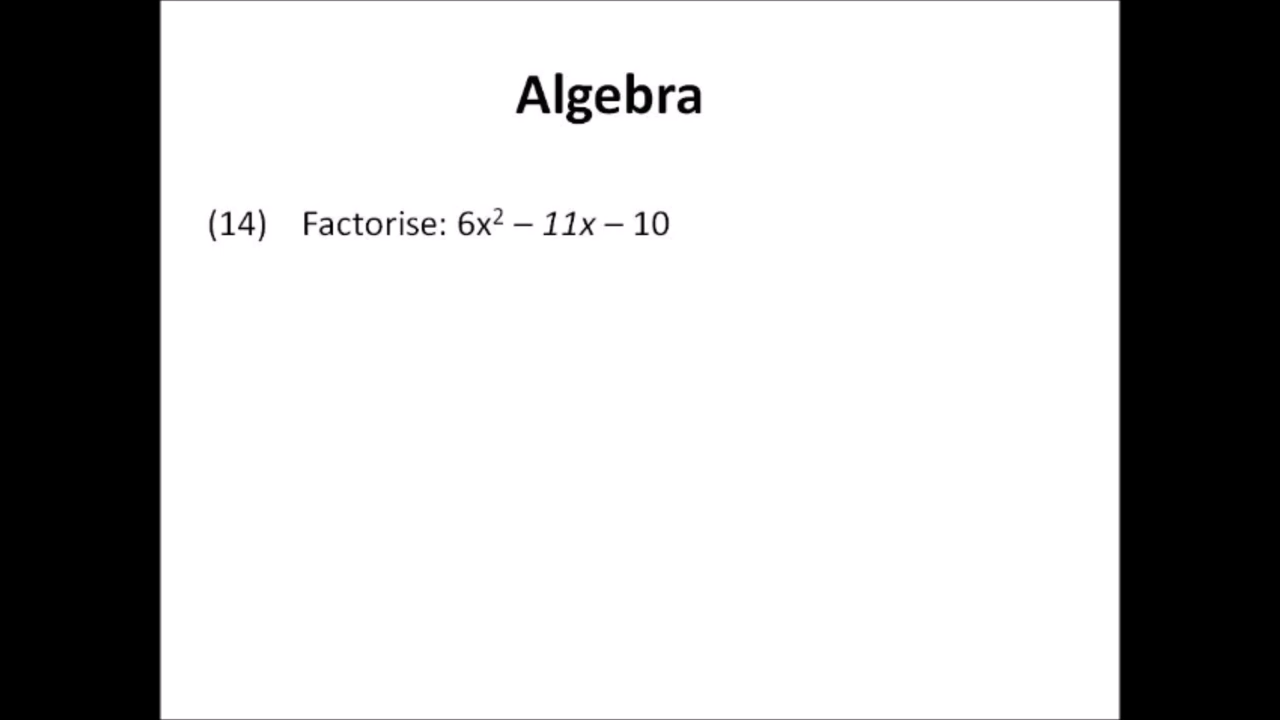 Algebra
(14) Factorise: 6x² – 11x – 10